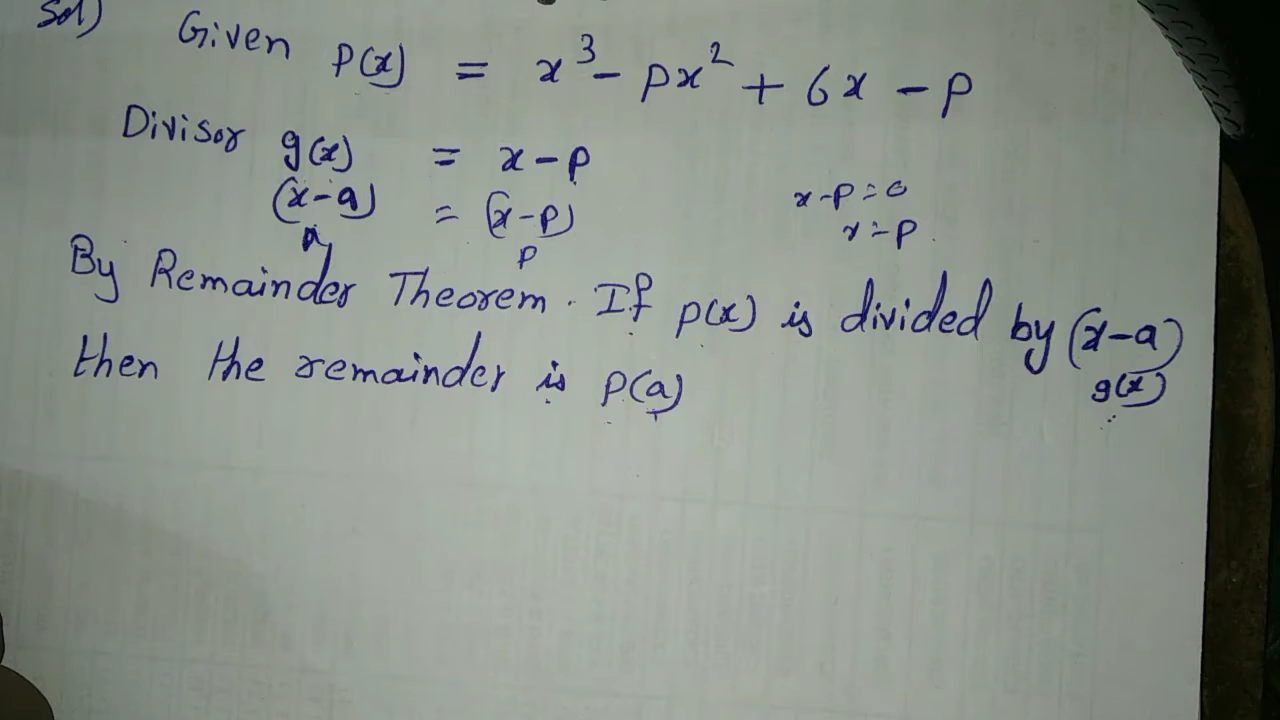 Sol)
Given p(x) = x³ - px² + 6x - p
Divisor g(x) = x - p
(x-a) = (x-p)
x-p=0
x=p.
a
p
By Remainder Theorem. If p(x) is divided by (x-a)
then the remainder is p(a)
g(x)